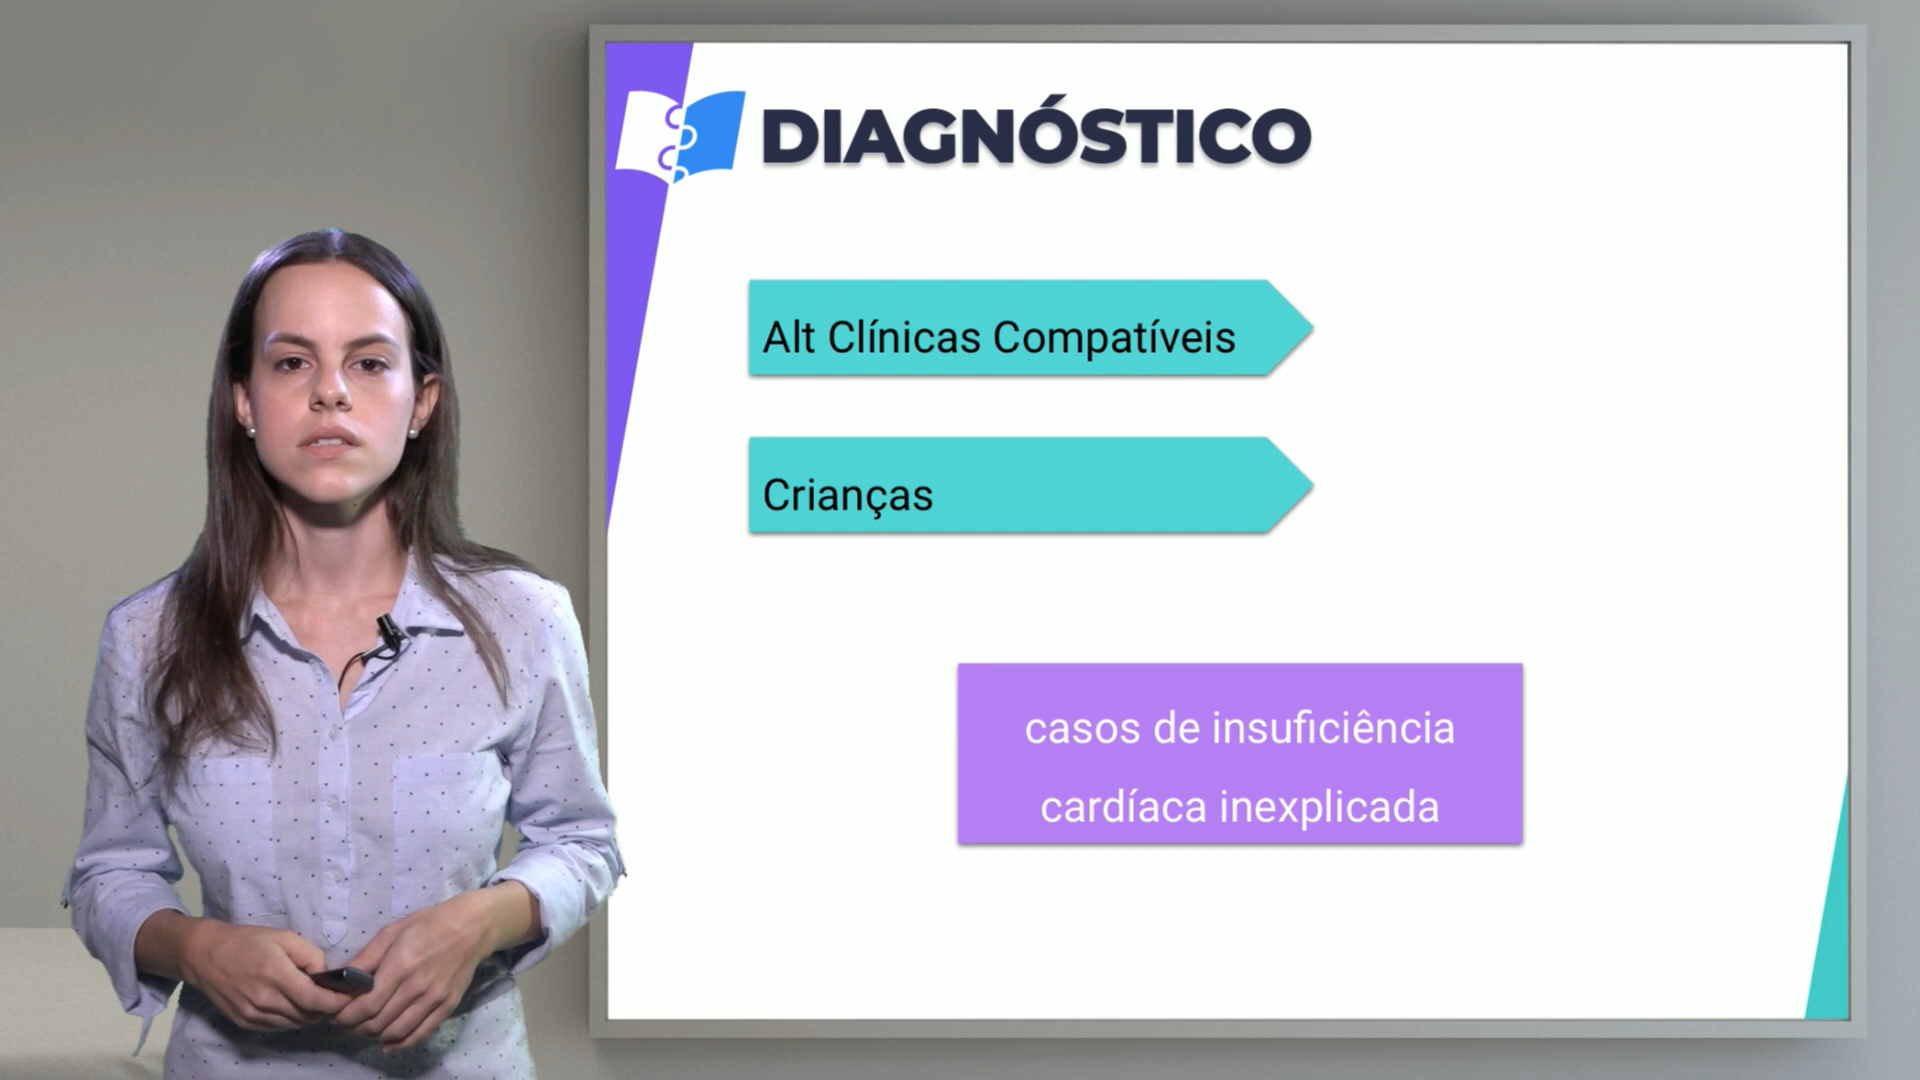 DIAGNÓSTICO
Alt Clínicas Compatíveis
Crianças
casos de insuficiência
cardíaca inexplicada